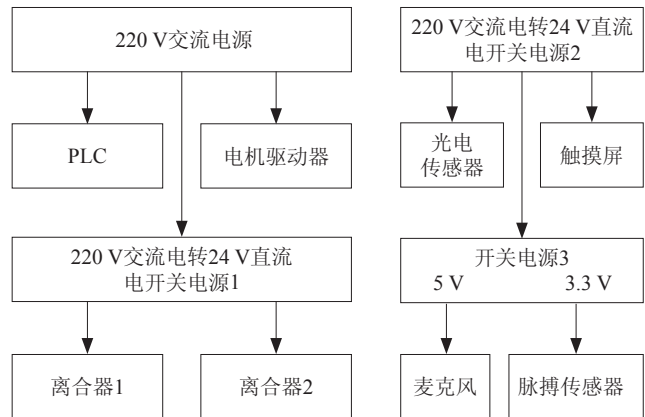 220 V交流电源
PLC
电机驱动器
220 V交流电转24 V直流
电开关电源1
离合器1
离合器2
220 V交流电转24 V直流
电开关电源2
光电
传感器
触摸屏
开关电源3
5 V
3.3 V
麦克风
脉搏传感器